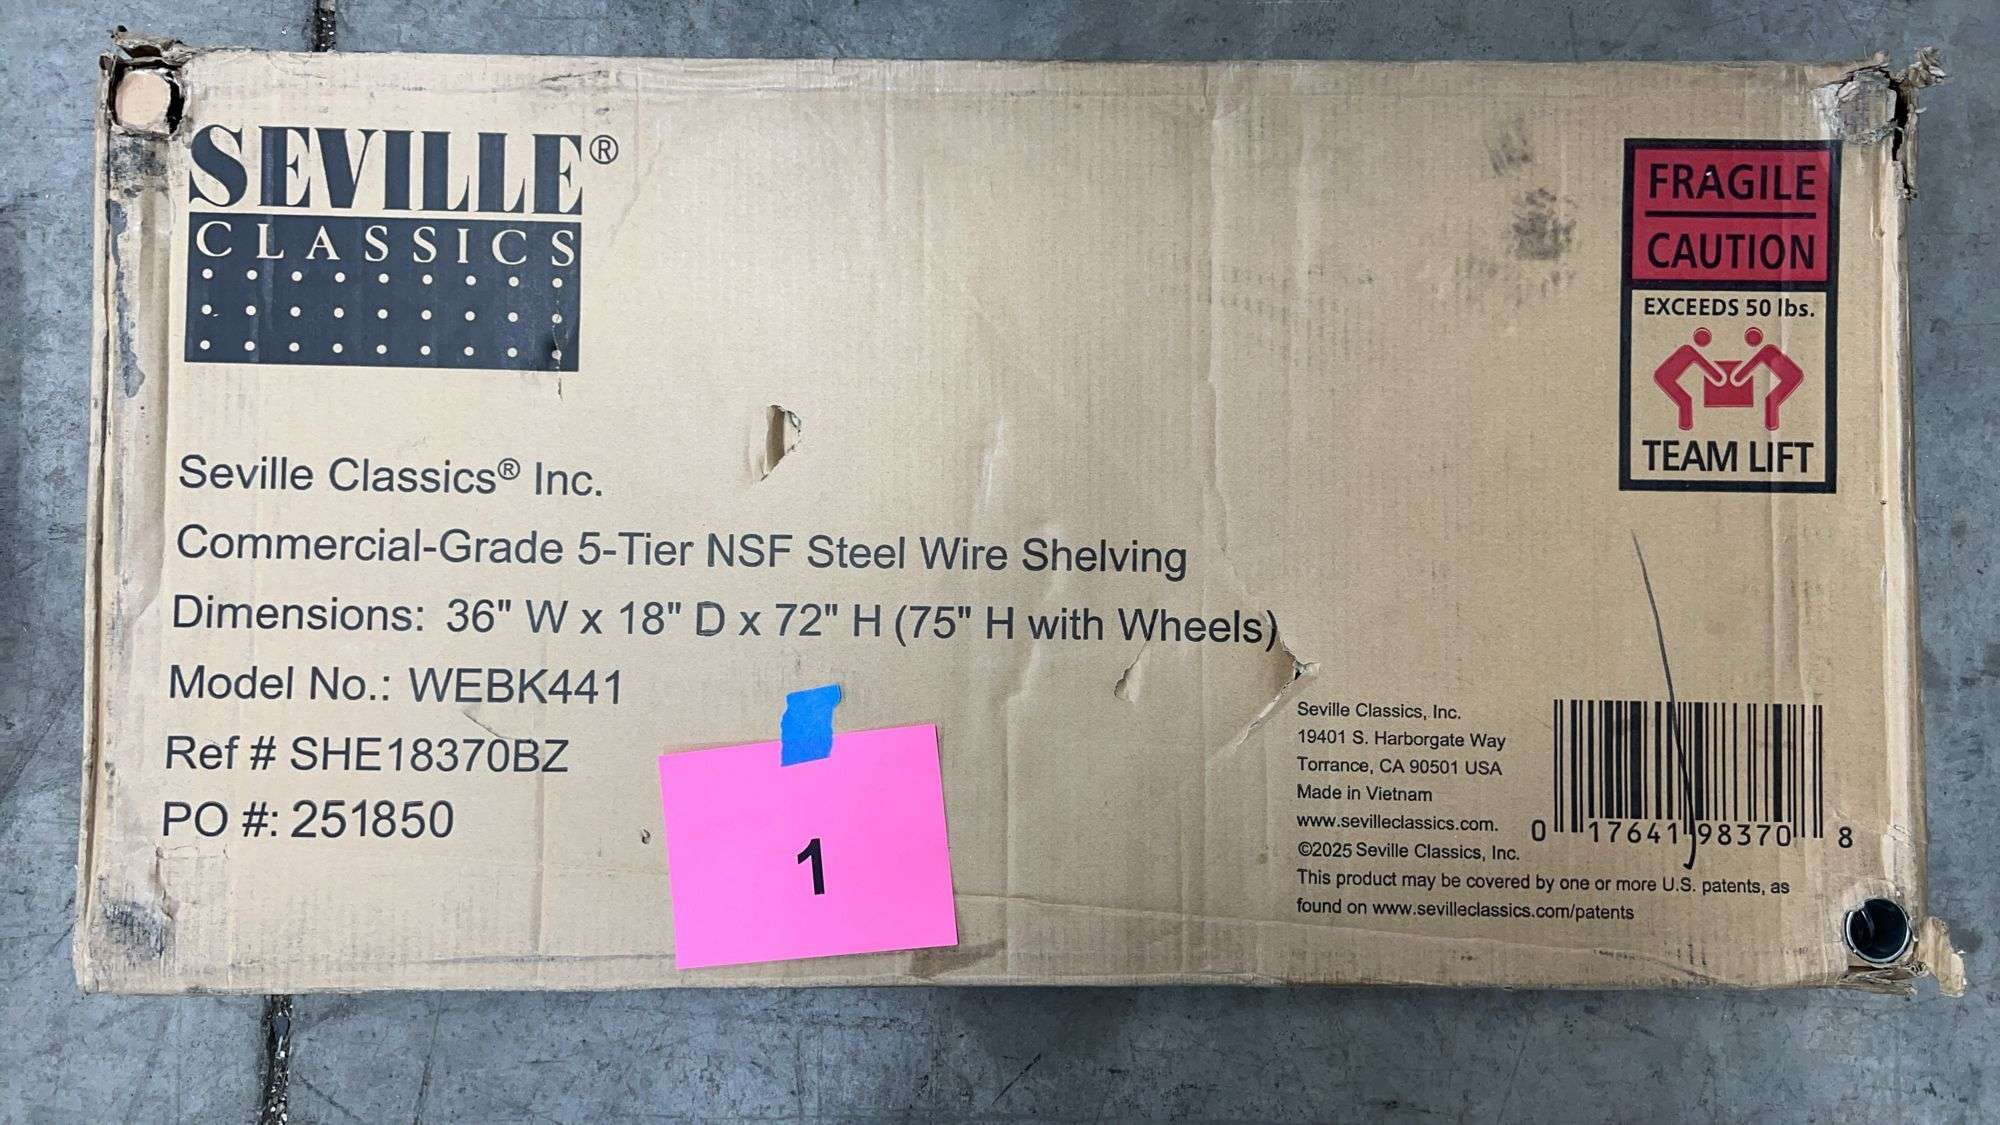 SEVILLE®
CLASSICS
FRAGILE
CAUTION
EXCEEDS 50 lbs.
TEAM LIFT
Seville Classics® Inc.
Commercial-Grade 5-Tier NSF Steel Wire Shelving
Dimensions: 36" W x 18" D x 72" H (75" H with Wheels)
Model No.: WEBK441
Ref # SHE18370BZ
PO #: 251850
1
Seville Classics, Inc.
19401 S. Harborgate Way
Torrance, CA 90501 USA
Made in Vietnam
www.sevilleclassics.com.
©2025 Seville Classics, Inc.
This product may be covered by one or more U.S. patents, as
found on www.sevilleclassics.com/patents
0 17641 98370 8